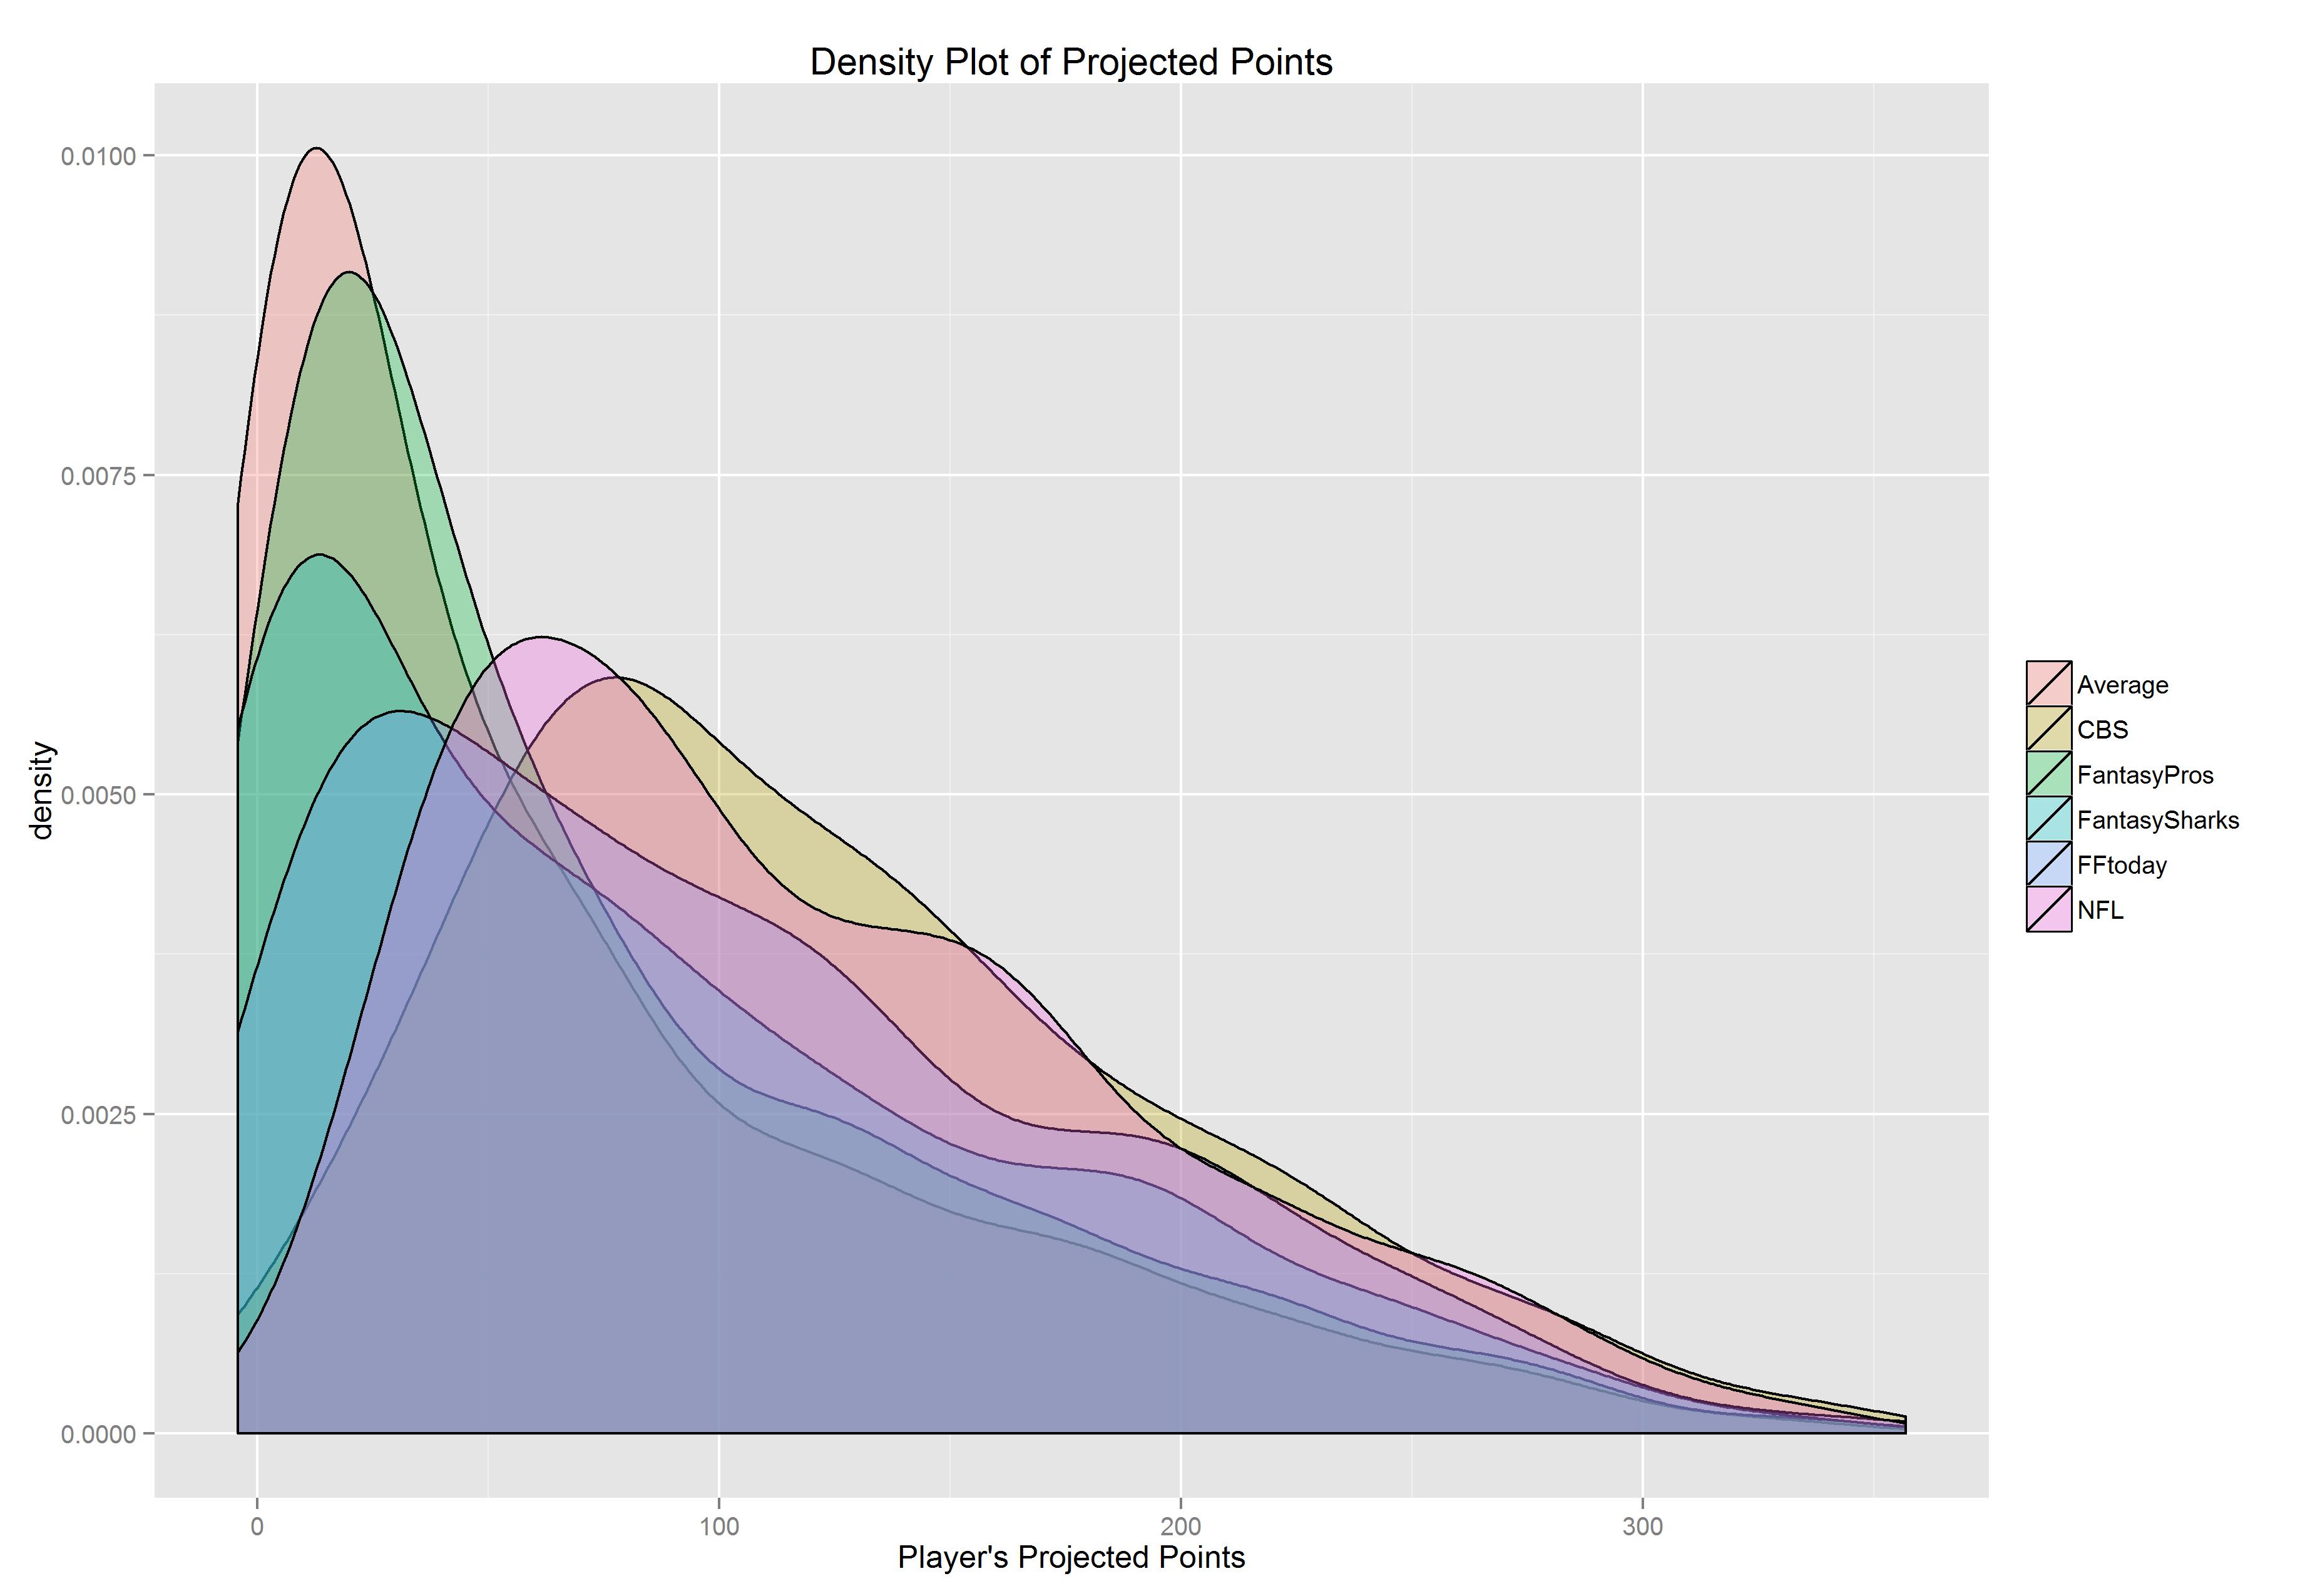 Density Plot of Projected Points
0.0100
0.0075
0.0050
0.0025
0.0000
density
0
100
200
300
Player's Projected Points
Average
CBS
FantasyPros
FantasySharks
FFtoday
NFL